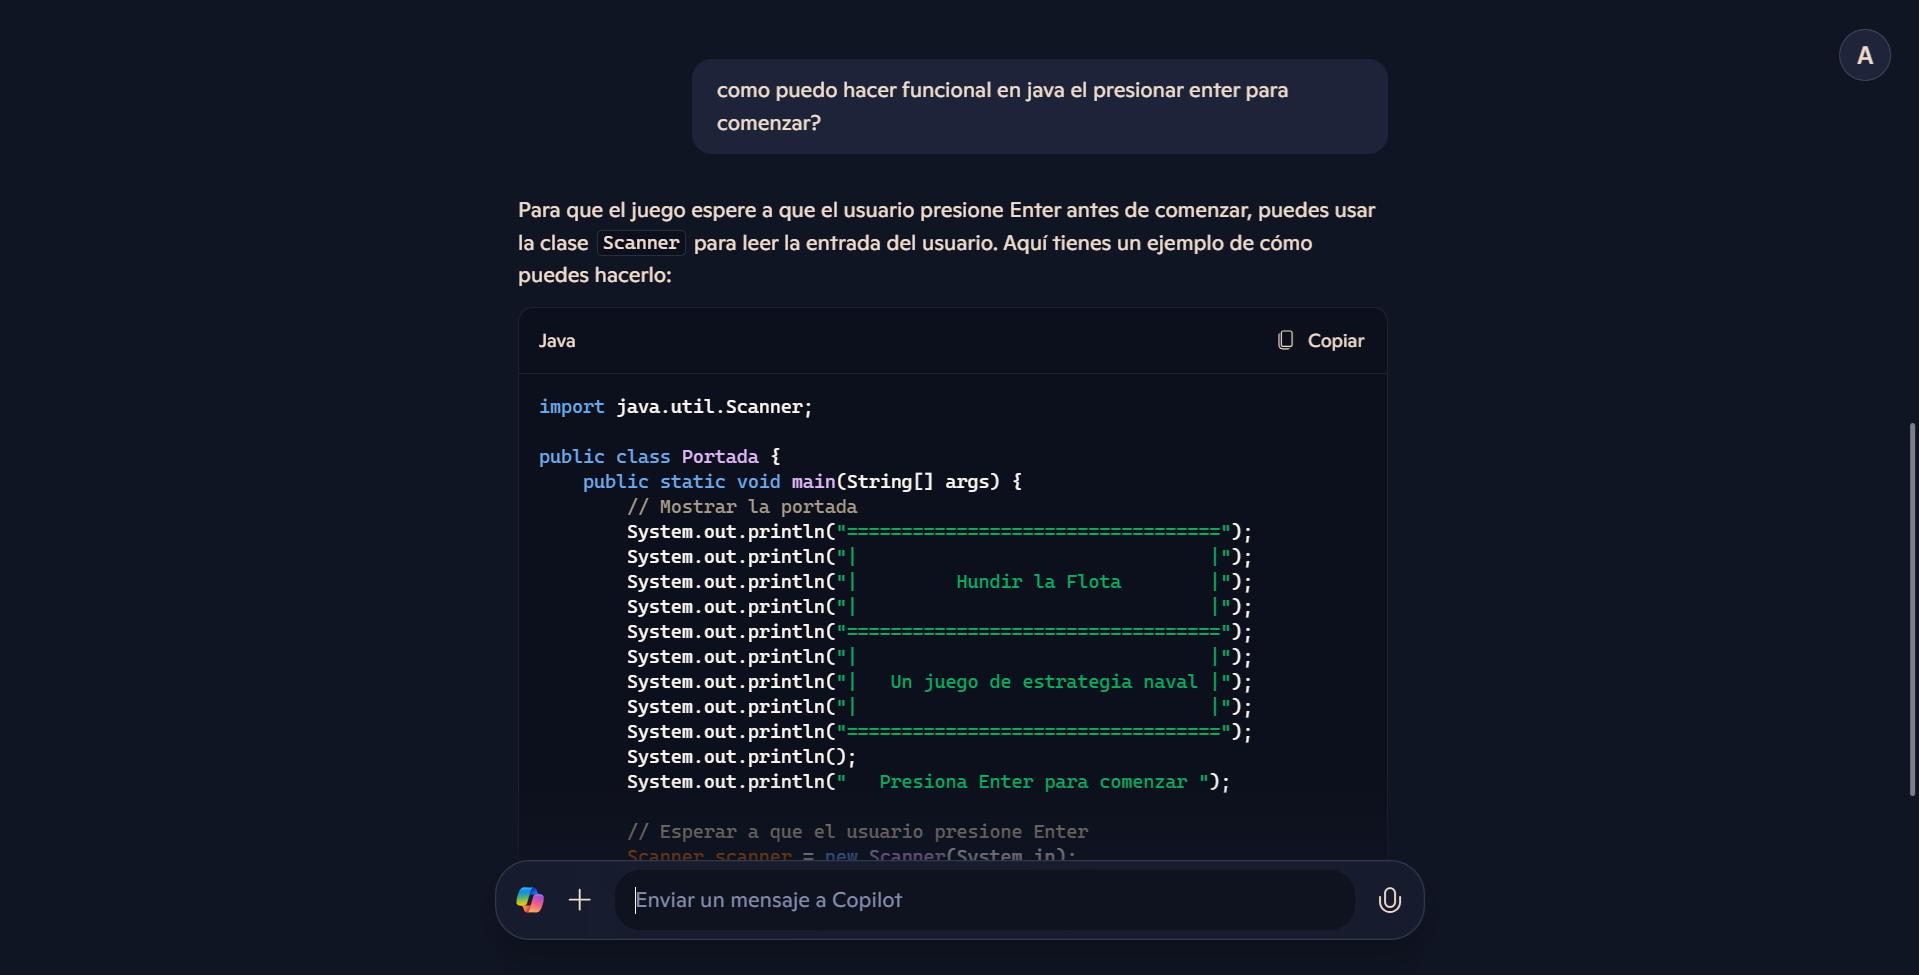 A
como puedo hacer funcional en java el presionar enter para
comenzar?
Para que el juego espere a que el usuario presione Enter antes de comenzar, puedes usar
la clase Scanner para leer la entrada del usuario. Aquí tienes un ejemplo de cómo
puedes hacerlo:
Java
Copiar
import java.util.Scanner;
public class Portada {
    public static void main(String[] args) {
        // Mostrar la portada
        System.out.println("==================================");
        System.out.println("|                                |");
        System.out.println("|         Hundir la Flota        |");
        System.out.println("|                                |");
        System.out.println("==================================");
        System.out.println("|                                |");
        System.out.println("|   Un juego de estrategia naval |");
        System.out.println("|                                |");
        System.out.println("==================================");
        System.out.println();
        System.out.println("   Presiona Enter para comenzar ");
        // Esperar a que el usuario presione Enter
        Scanner scanner = new Scanner(System.in);
Enviar un mensaje a Copilot